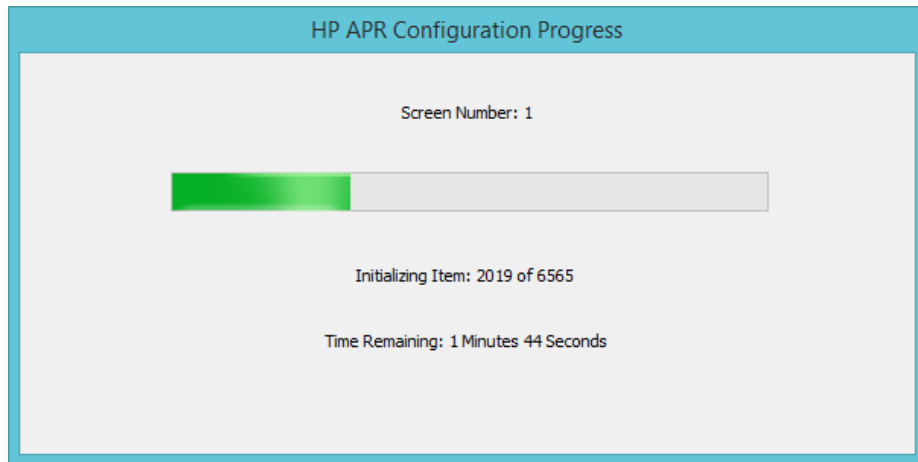 HP APR Configuration Progress
Screen Number: 1
Initializing Item: 2019 of 6565
Time Remaining: 1 Minutes 44 Seconds